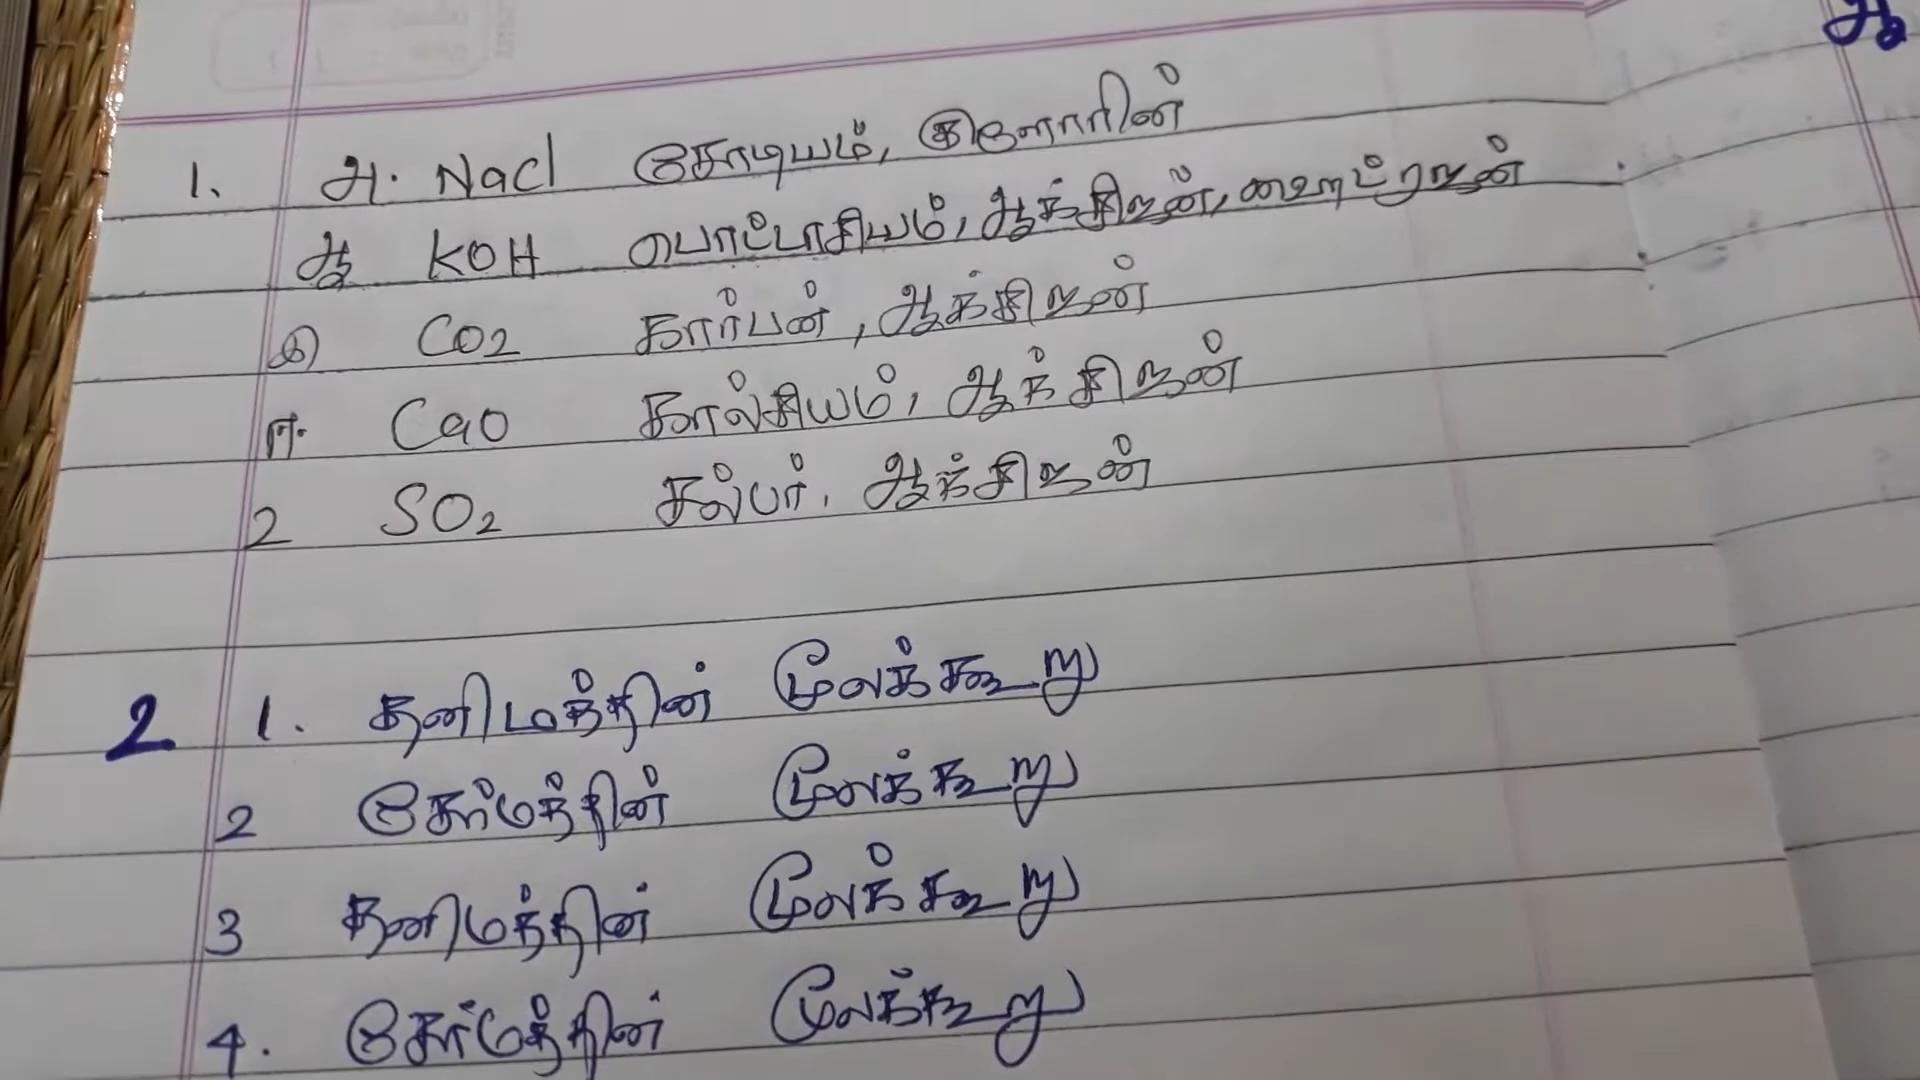 ஆ
1. அ. Nacl சோடியம், குளோரின்
ஆ KOH பொட்டாசியம், ஆக்சிஜன், ஹைட்ரஜன்
இ) CO2 கார்பன், ஆக்சிஜன்
ஈ. CaO கால்சியம், ஆக்சிஜன்
உ SO2 சல்பர், ஆக்சிஜன்
2 1. தனிமத்தின் மூலக்கூறு
2 சேர்மத்தின் மூலக்கூறு
3 தனிமத்தின் மூலக்கூறு
4. சேர்மத்தின் மூலக்கூறு